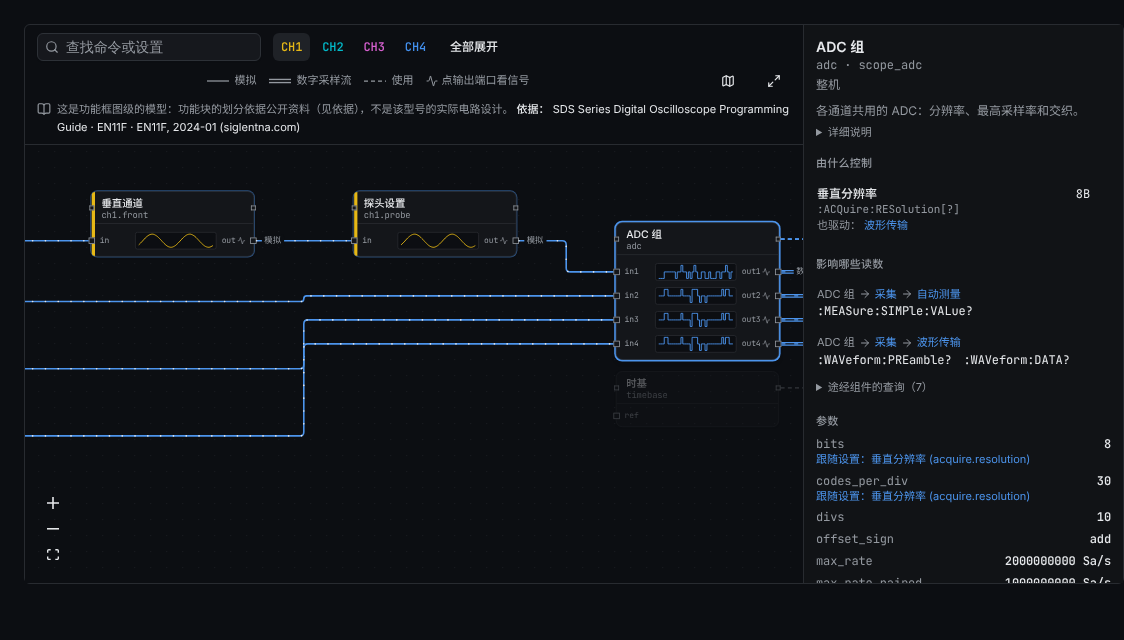 查找命令或设置
CH1
CH2
CH3
CH4
全部展开
模拟
数字采样流
使用
点输出端口看信号
这是功能框图级的模型：功能块的划分依据公开资料（见依据），不是该型号的实际电路设计。 依据： SDS Series Digital Oscilloscope Programming
Guide · EN11F · EN11F, 2024-01 (siglentna.com)
垂直通道
ch1.front
in
out
模拟
探头设置
ch1.probe
in
out
模拟
ADC 组
adc
in1
out1
in2
out2
in3
out3
in4
out4
时基
timebase
ref
ADC 组
adc · scope_adc
整机
各通道共用的 ADC：分辨率、最高采样率和交织。
详细说明
由什么控制
垂直分辨率 8B
:ACQuire:RESolution[?]
也驱动： 波形传输
影响哪些读数
ADC 组 → 采集 → 自动测量
:MEASure:SIMPle:VALue?
ADC 组 → 采集 → 波形传输
:WAVeform:PREamble? :WAVeform:DATA?
途经组件的查询（7）
参数
bits 8
跟随设置：垂直分辨率 (acquire.resolution)
codes_per_div 30
跟随设置：垂直分辨率 (acquire.resolution)
divs 10
offset_sign add
max_rate 2000000000 Sa/s
max_rate_paired 1000000000 Sa/s